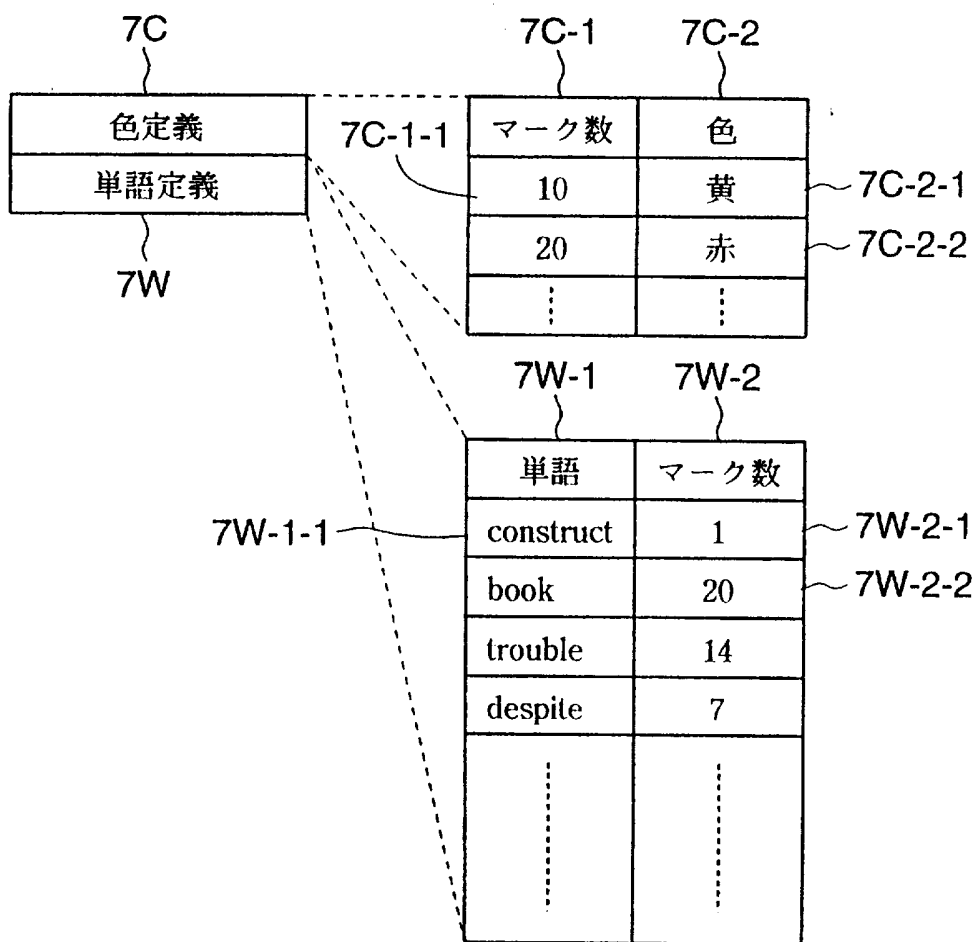 7C
7C-1 7C-2
色定義
単語定義
7W
7C-1-1
マーク数 色
10 黄 7C-2-1
20 赤 7C-2-2
7W-1 7W-2
単語 マーク数
7W-1-1 construct 1 7W-2-1
book 20 7W-2-2
trouble 14
despite 7